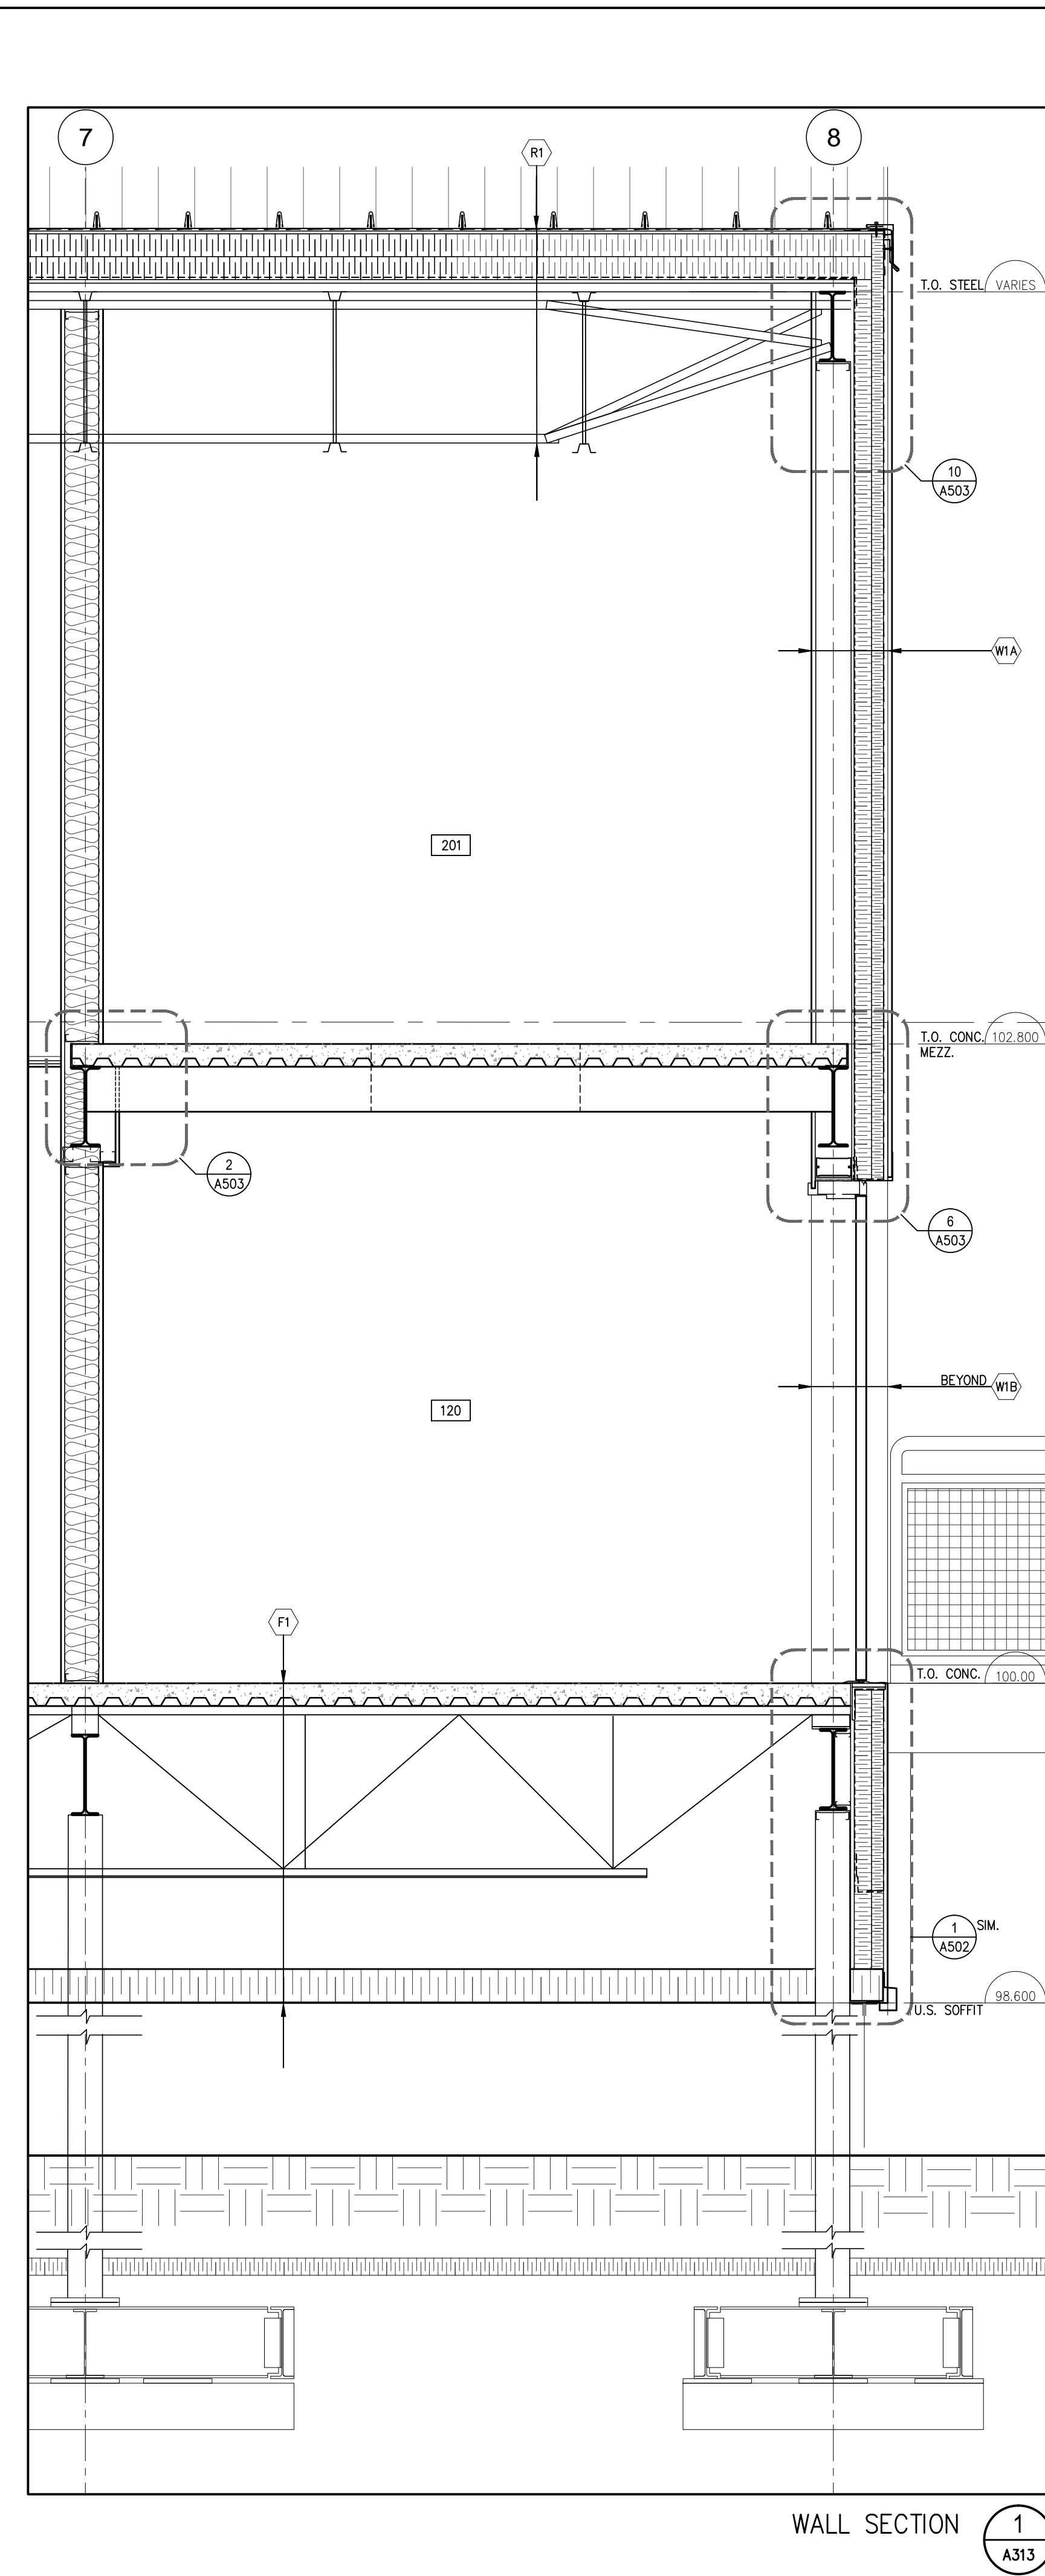 7
8
R1
T.O. STEEL VARIES
10
A503
W1A
201
T.O. CONC. 102.800
MEZZ.
2
A503
6
A503
BEYOND W1B
120
F1
T.O. CONC. 100.00
1 SIM.
A502
98.600
U.S. SOFFIT
WALL SECTION 1
A313